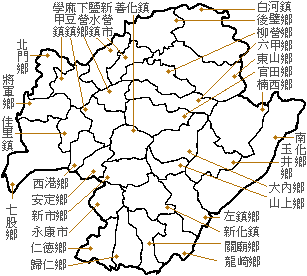 學甲鎮
麻豆鎮
下營鄉
鹽水鎮
新營市
善化鎮
白河鎮
後壁鄉
柳營鄉
六甲鄉
東山鄉
官田鄉
楠西鄉
北門鄉
將軍鄉
佳里鎮
七股鄉
南化鄉
玉井鄉
大內鄉
山上鄉
西港鄉
安定鄉
新市鄉
永康市
仁德鄉
歸仁鄉
左鎮鄉
新化鎮
關廟鄉
龍崎鄉